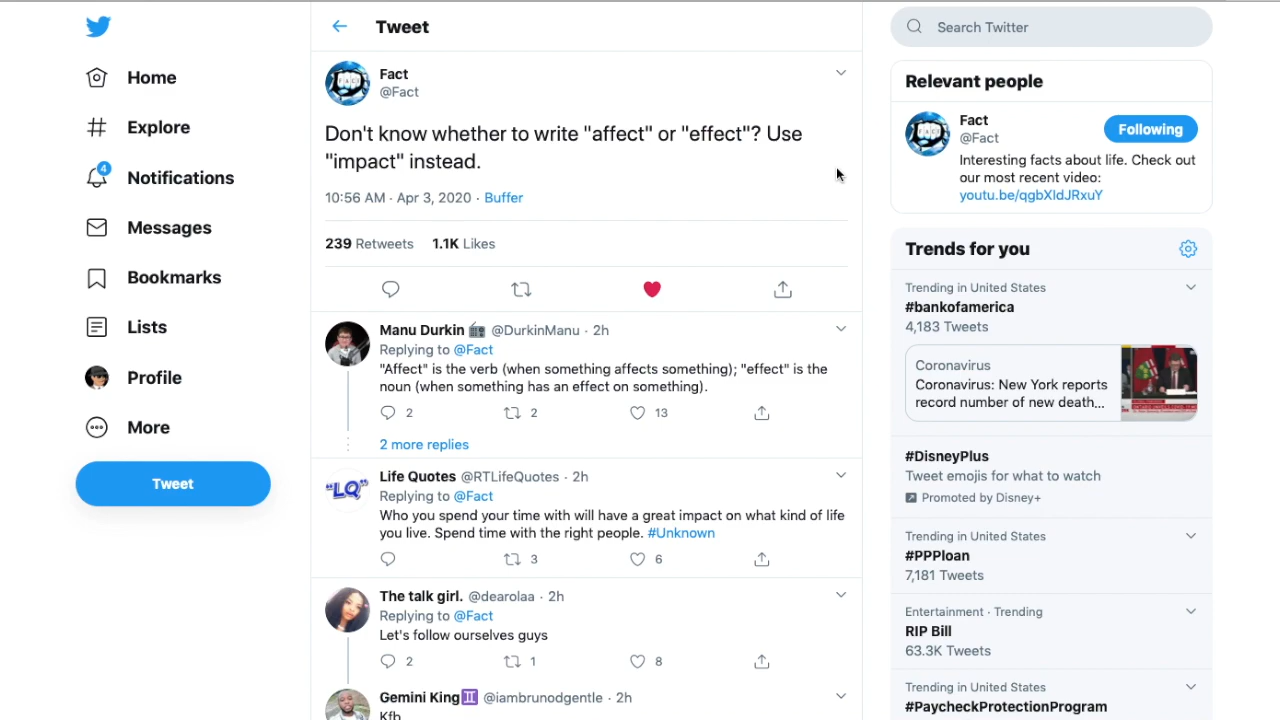 Home
Explore
4
Notifications
Messages
Bookmarks
Lists
Profile
More
Tweet
Tweet
Fact
@Fact
Don't know whether to write "affect" or "effect"? Use
"impact" instead.
10:56 AM · Apr 3, 2020 · Buffer
239 Retweets 1.1K Likes
Manu Durkin @DurkinManu · 2h
Replying to @Fact
"Affect" is the verb (when something affects something); "effect" is the
noun (when something has an effect on something).
2 2 13
2 more replies
"LQ"
Life Quotes @RTLifeQuotes · 2h
Replying to @Fact
Who you spend your time with will have a great impact on what kind of life
you live. Spend time with the right people. #Unknown
3 6
The talk girl. @dearolaa · 2h
Replying to @Fact
Let's follow ourselves guys
2 1 8
Gemini King♊ @iambrunodgentle · 2h
Kfb
Search Twitter
Relevant people
Fact
@Fact
Following
Interesting facts about life. Check out
our most recent video:
youtu.be/qgbXIdJRxuY
Trends for you
Trending in United States
#bankofamerica
4,183 Tweets
Coronavirus
Coronavirus: New York reports
record number of new death...
#DisneyPlus
Tweet emojis for what to watch
Promoted by Disney+
Trending in United States
#PPPloan
7,181 Tweets
Entertainment · Trending
RIP Bill
63.3K Tweets
Trending in United States
#PaycheckProtectionProgram